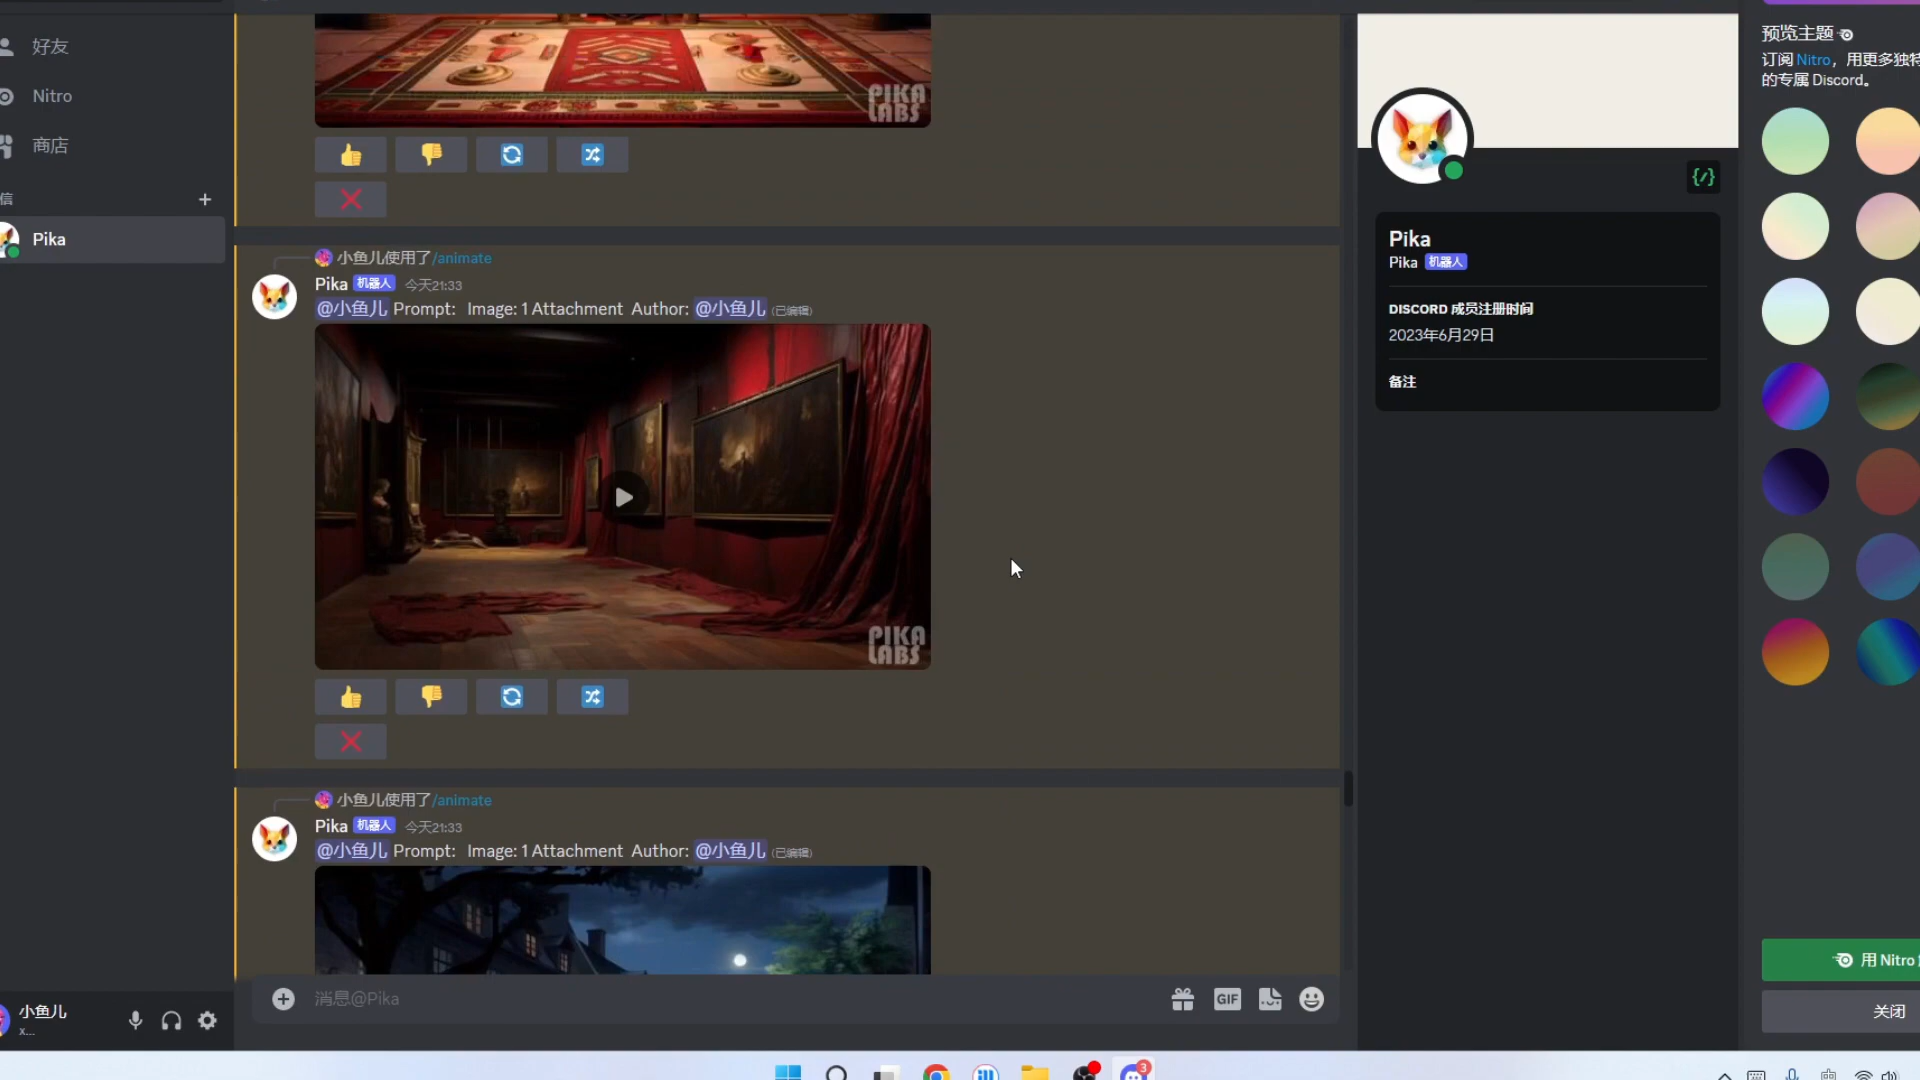 好友
Nitro
商店
信
Pika
PIKA LABS
小鱼儿使用了/animate
Pika 机器人 今天21:33
@小鱼儿 Prompt: Image: 1 Attachment Author: @小鱼儿 (已编辑)
PIKA LABS
小鱼儿使用了/animate
Pika 机器人 今天21:33
@小鱼儿 Prompt: Image: 1 Attachment Author: @小鱼儿 (已编辑)
消息@Pika
GIF
小鱼儿
x...
Pika
Pika 机器人
DISCORD 成员注册时间
2023年6月29日
备注
预览主题
订阅 Nitro，用更多独特
的专属 Discord。
用 Nitro
关闭
3